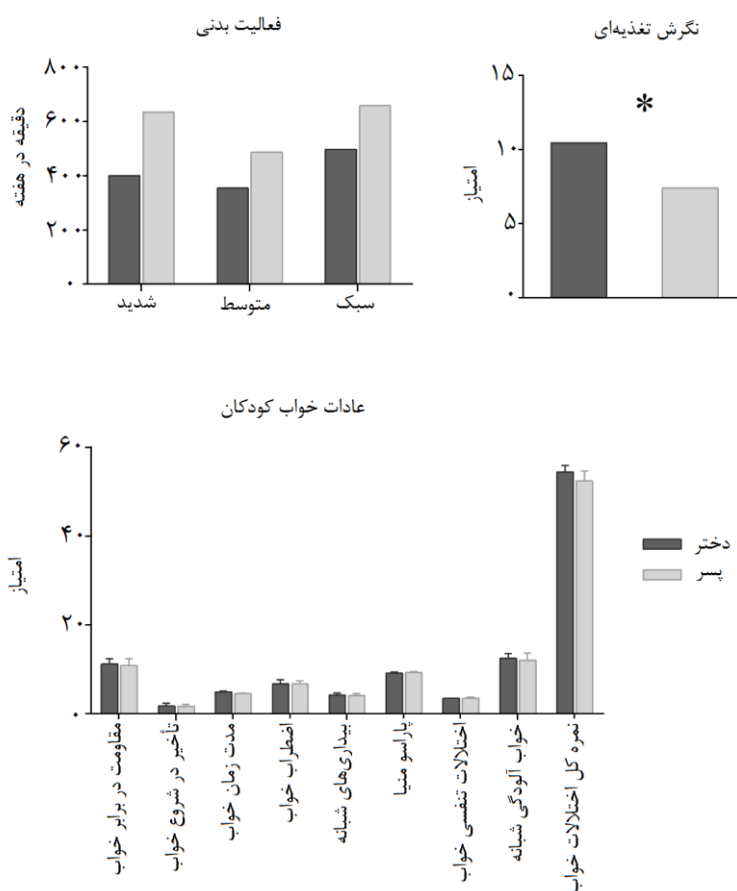 فعالیت بدنی
دقیقه در هفته
۸۰۰
۶۰۰
۴۰۰
۲۰۰
۰
شدید
متوسط
سبک
نگرش تغذیه‌ای
امتیاز
۱۵
۱۰
۵
۰
*
عادات خواب کودکان
امتیاز
۶۰
۴۰
۲۰
۰
مقاومت در برابر خواب
تأخیر در شروع خواب
مدت زمان خواب
اضطراب خواب
بیداری‌های شبانه
پاراسو منیا
اختلالات تنفسی خواب
خواب آلودگی شبانه
نمره کل اختلالات خواب
دختر
پسر